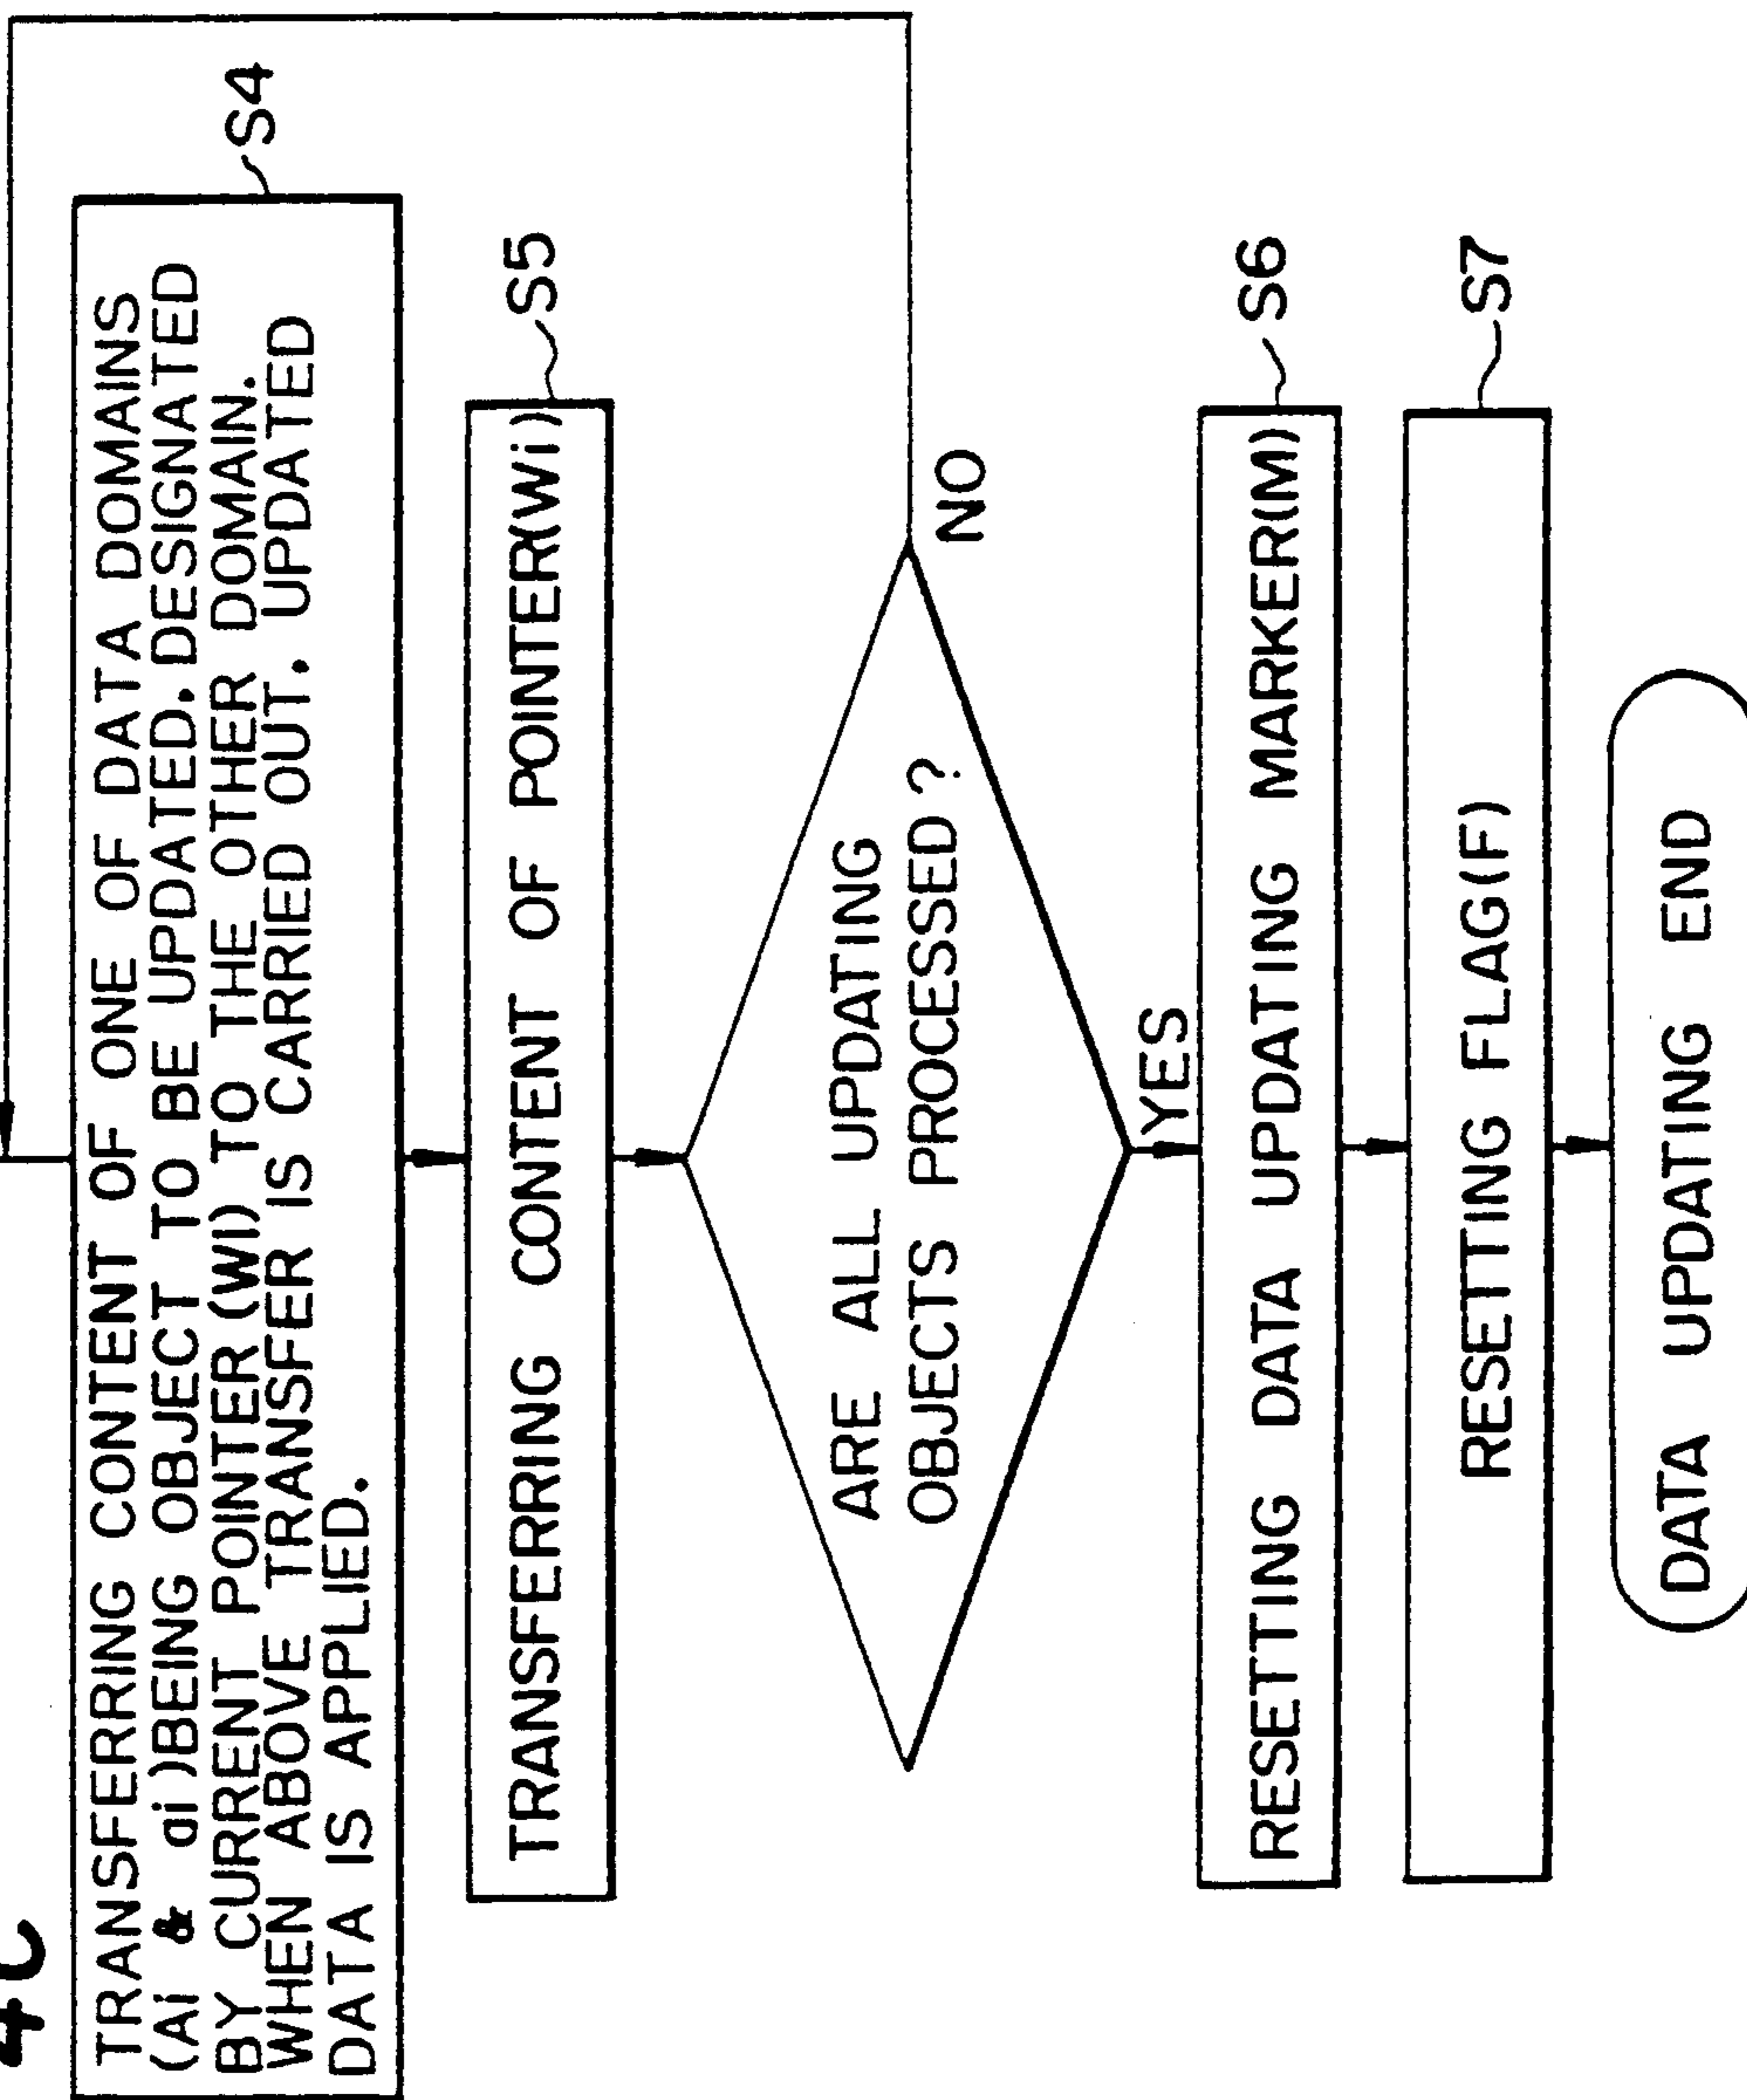 TRANSFERRING CONTENT OF ONE OF DATA DOMAINS
(Ai & ai)BEING OBJECT TO BE UPDATED. DESIGNATED
BY CURRENT POINTER (Wi) TO THE OTHER DOMAIN.
WHEN ABOVE TRANSFER IS CARRIED OUT. UPDATED
DATA IS APPLIED.
S4
TRANSFERRING CONTENT OF POINTER(Wi)
S5
ARE ALL UPDATING
OBJECTS PROCESSED ?
NO
YES
RESETTING DATA UPDATING MARKER(M)
S6
RESETTING FLAG(F)
S7
DATA UPDATING END